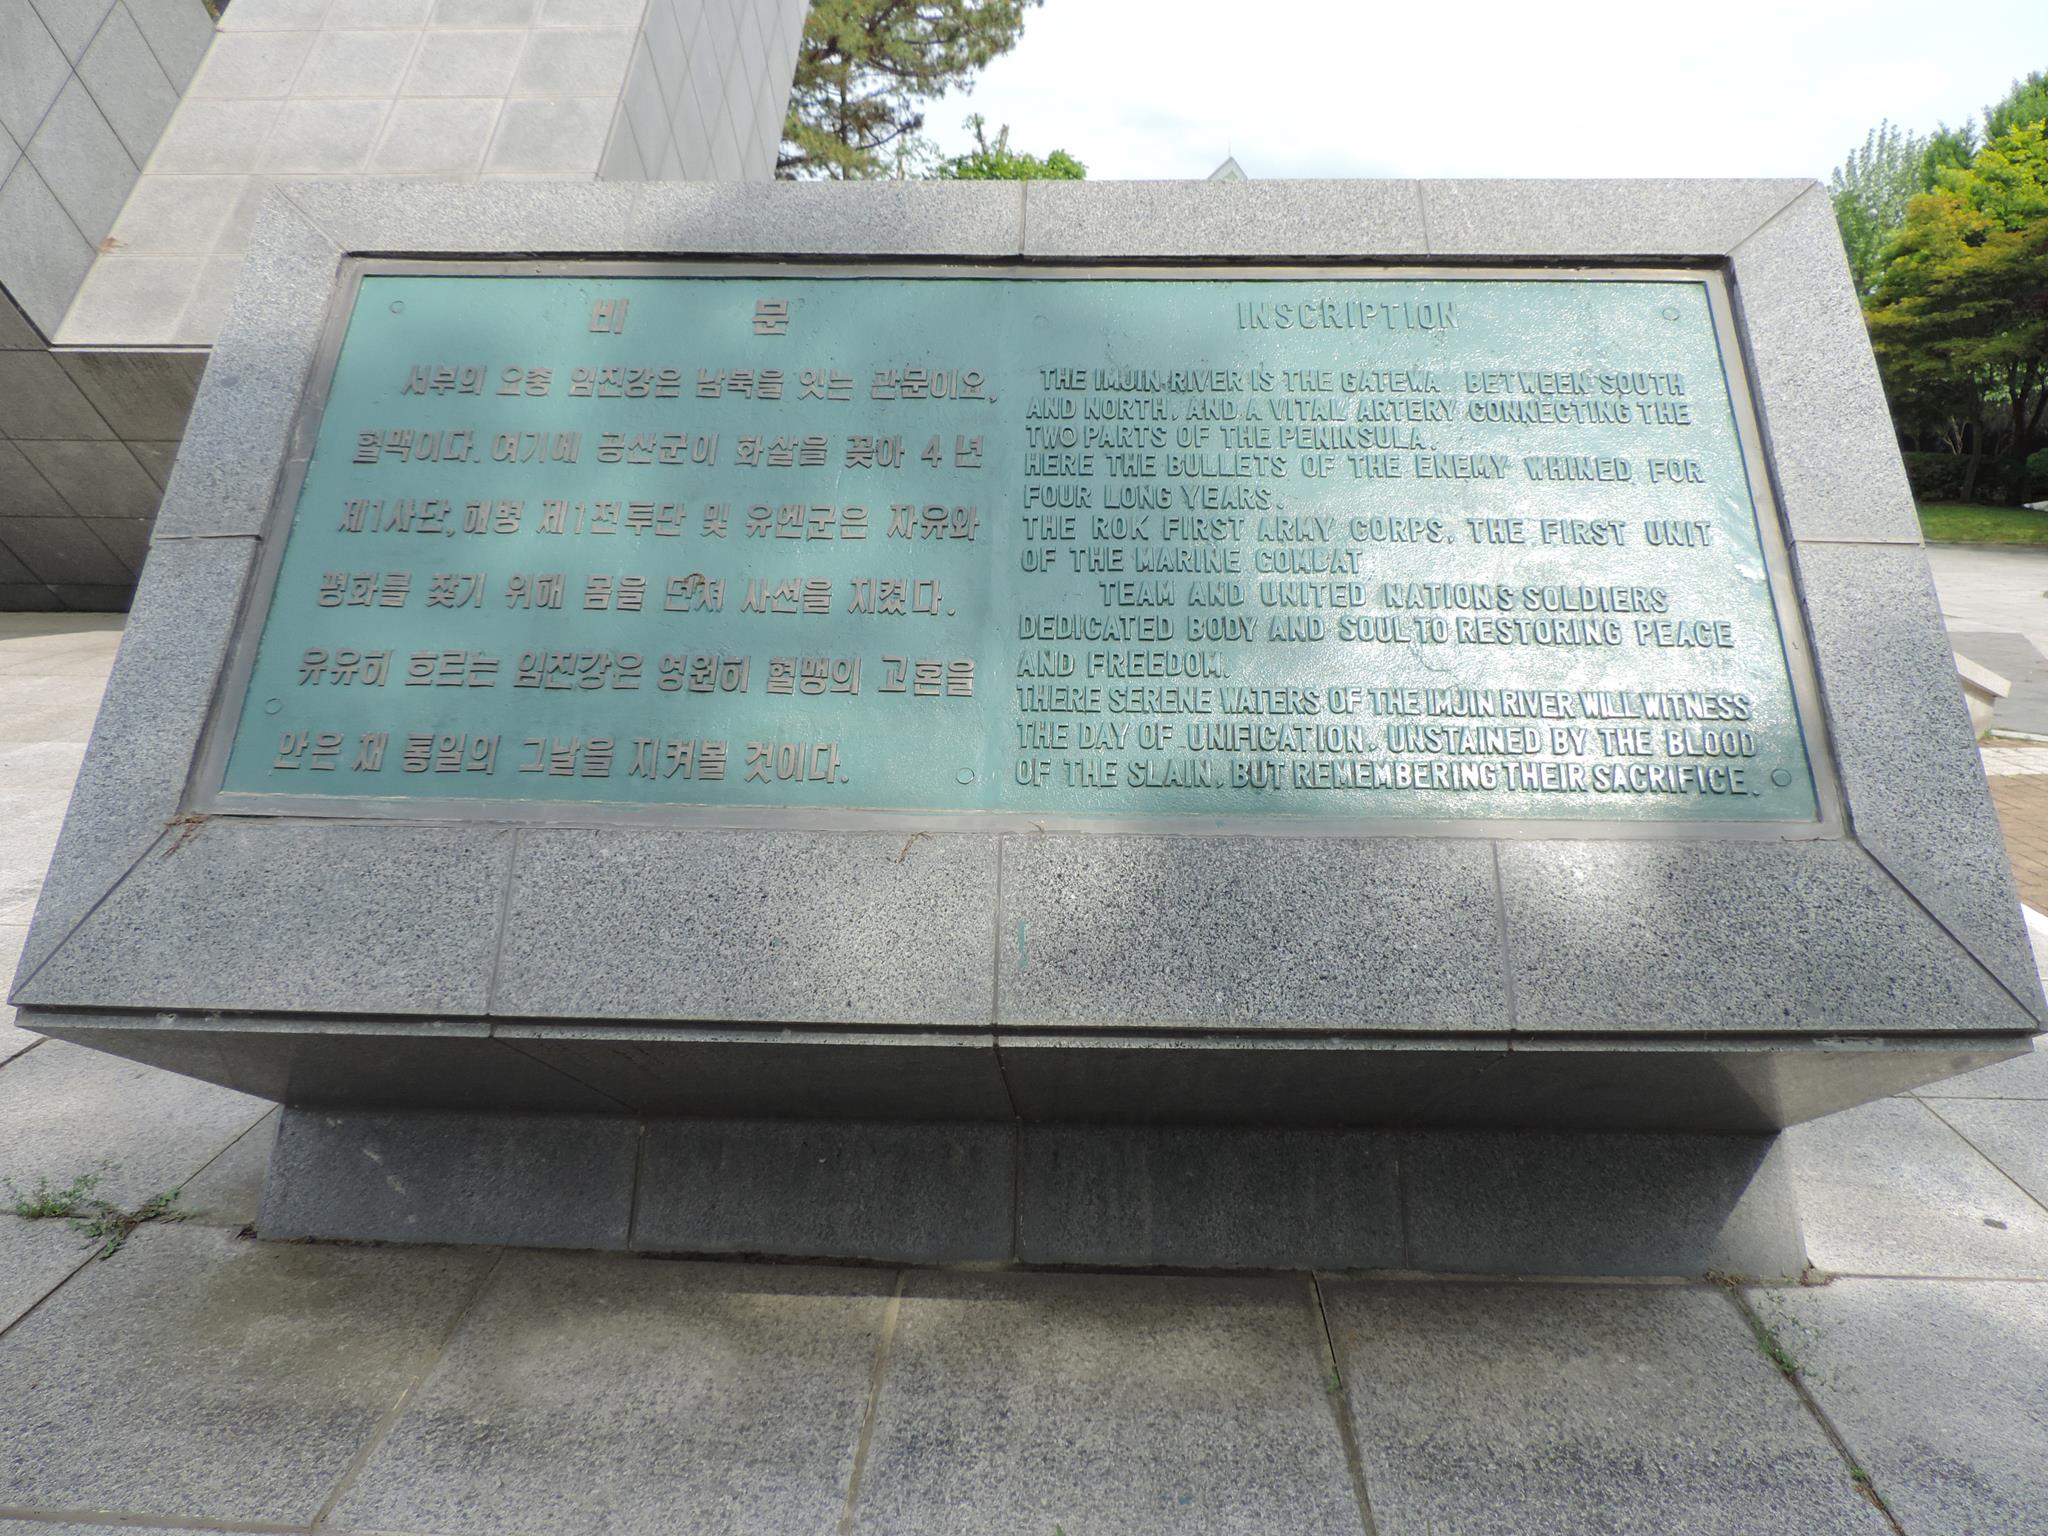 비 문
서부의 요충 임진강은 남북을 잇는 관문이요,
혈맥이다. 여기에 공산군이 화살을 꽂아 4년
제1사단, 해병 제1전투단 및 유엔군은 자유와
평화를 찾기 위해 몸을 던져 사선을 지켰다.
유유히 흐르는 임진강은 영원히 혈맹의 고혼을
안은 채 통일의 그날을 지켜볼 것이다.
INSCRIPTION
THE IMJIN RIVER IS THE GATEWA BETWEEN SOUTH
AND NORTH, AND A VITAL ARTERY CONNECTING THE
TWO PARTS OF THE PENINSULA.
HERE THE BULLETS OF THE ENEMY WHINED FOR
FOUR LONG YEARS.
THE ROK FIRST ARMY CORPS, THE FIRST UNIT
OF THE MARINE COMBAT
TEAM AND UNITED NATIONS SOLDIERS
DEDICATED BODY AND SOUL TO RESTORING PEACE
AND FREEDOM.
THERE SERENE WATERS OF THE IMJIN RIVER WILL WITNESS
THE DAY OF UNIFICATION, UNSTAINED BY THE BLOOD
OF THE SLAIN, BUT REMEMBERING THEIR SACRIFICE.